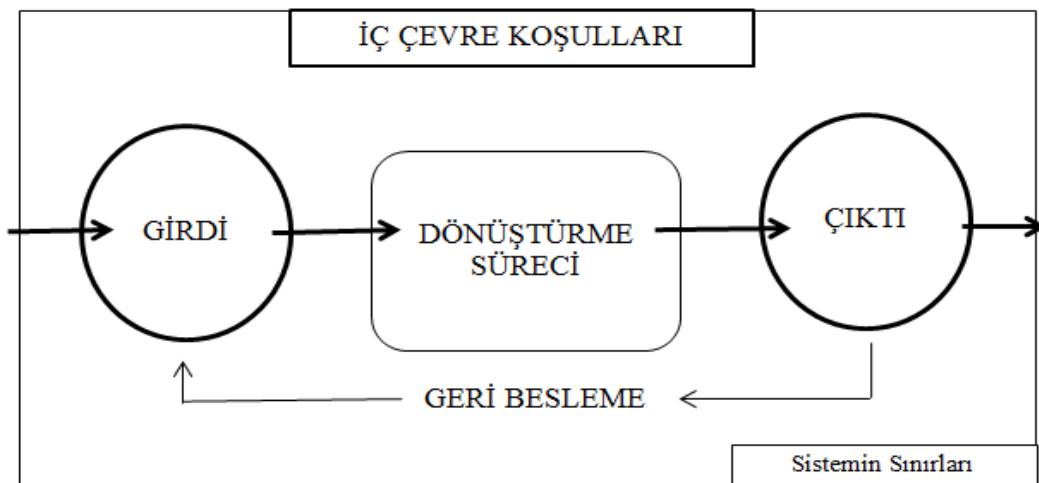 İÇ ÇEVRE KOŞULLARI
GİRDİ
DÖNÜŞTÜRME
SÜRECİ
ÇIKTI
GERİ BESLEME
Sistemin Sınırları